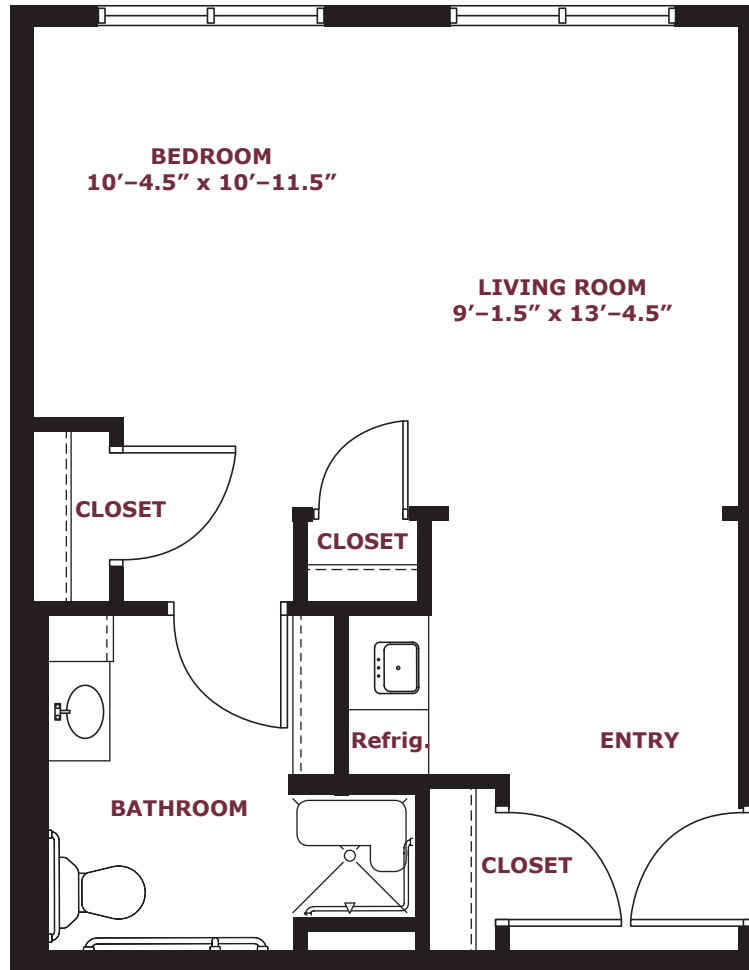 BEDROOM
10’–4.5” x 10’–11.5”
LIVING ROOM
9’–1.5” x 13’–4.5”
CLOSET
CLOSET
Refrig.
ENTRY
BATHROOM
CLOSET